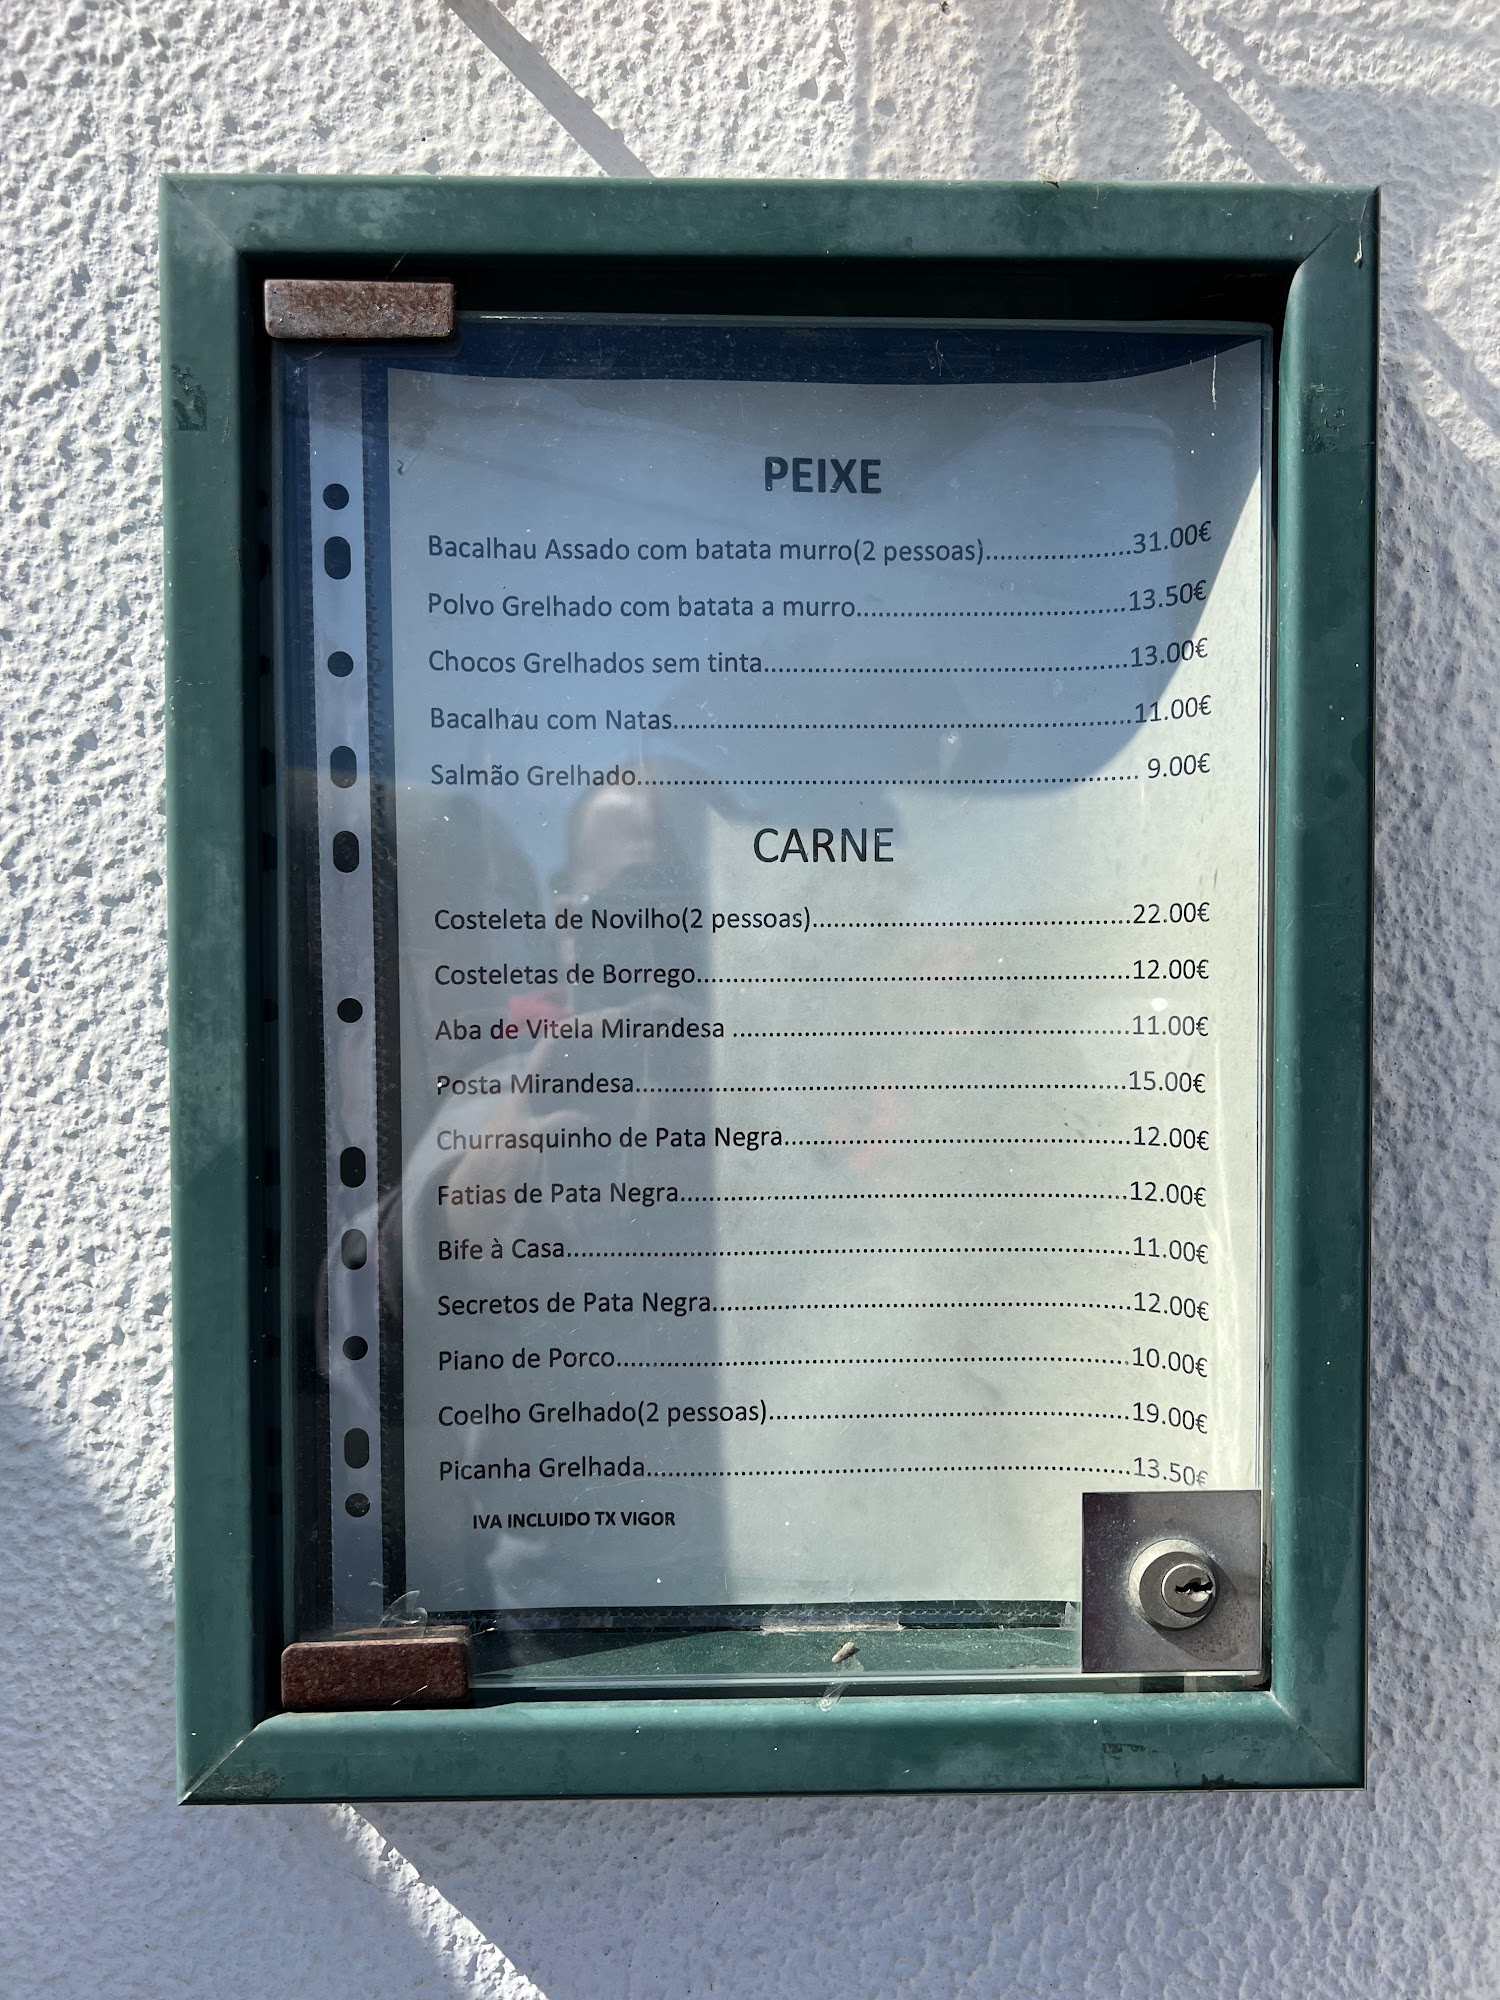 PEIXE
Bacalhau Assado com batata murro(2 pessoas)....................31.00€
Polvo Grelhado com batata a murro.....................................13.50€
Chocos Grelhados sem tinta..................................................13.00€
Bacalhau com Natas...............................................................11.00€
Salmão Grelhado..................................................................... 9.00€
CARNE
Costeleta de Novilho(2 pessoas)............................................22.00€
Costeletas de Borrego............................................................12.00€
Aba de Vitela Mirandesa .......................................................11.00€
Posta Mirandesa....................................................................15.00€
Churrasquinho de Pata Negra................................................12.00€
Fatias de Pata Negra..............................................................12.00€
Bife à Casa..............................................................................11.00€
Secretos de Pata Negra..........................................................12.00€
Piano de Porco.......................................................................10.00€
Coelho Grelhado(2 pessoas)..................................................19.00€
Picanha Grelhada...................................................................13.50€
IVA INCLUIDO TX VIGOR